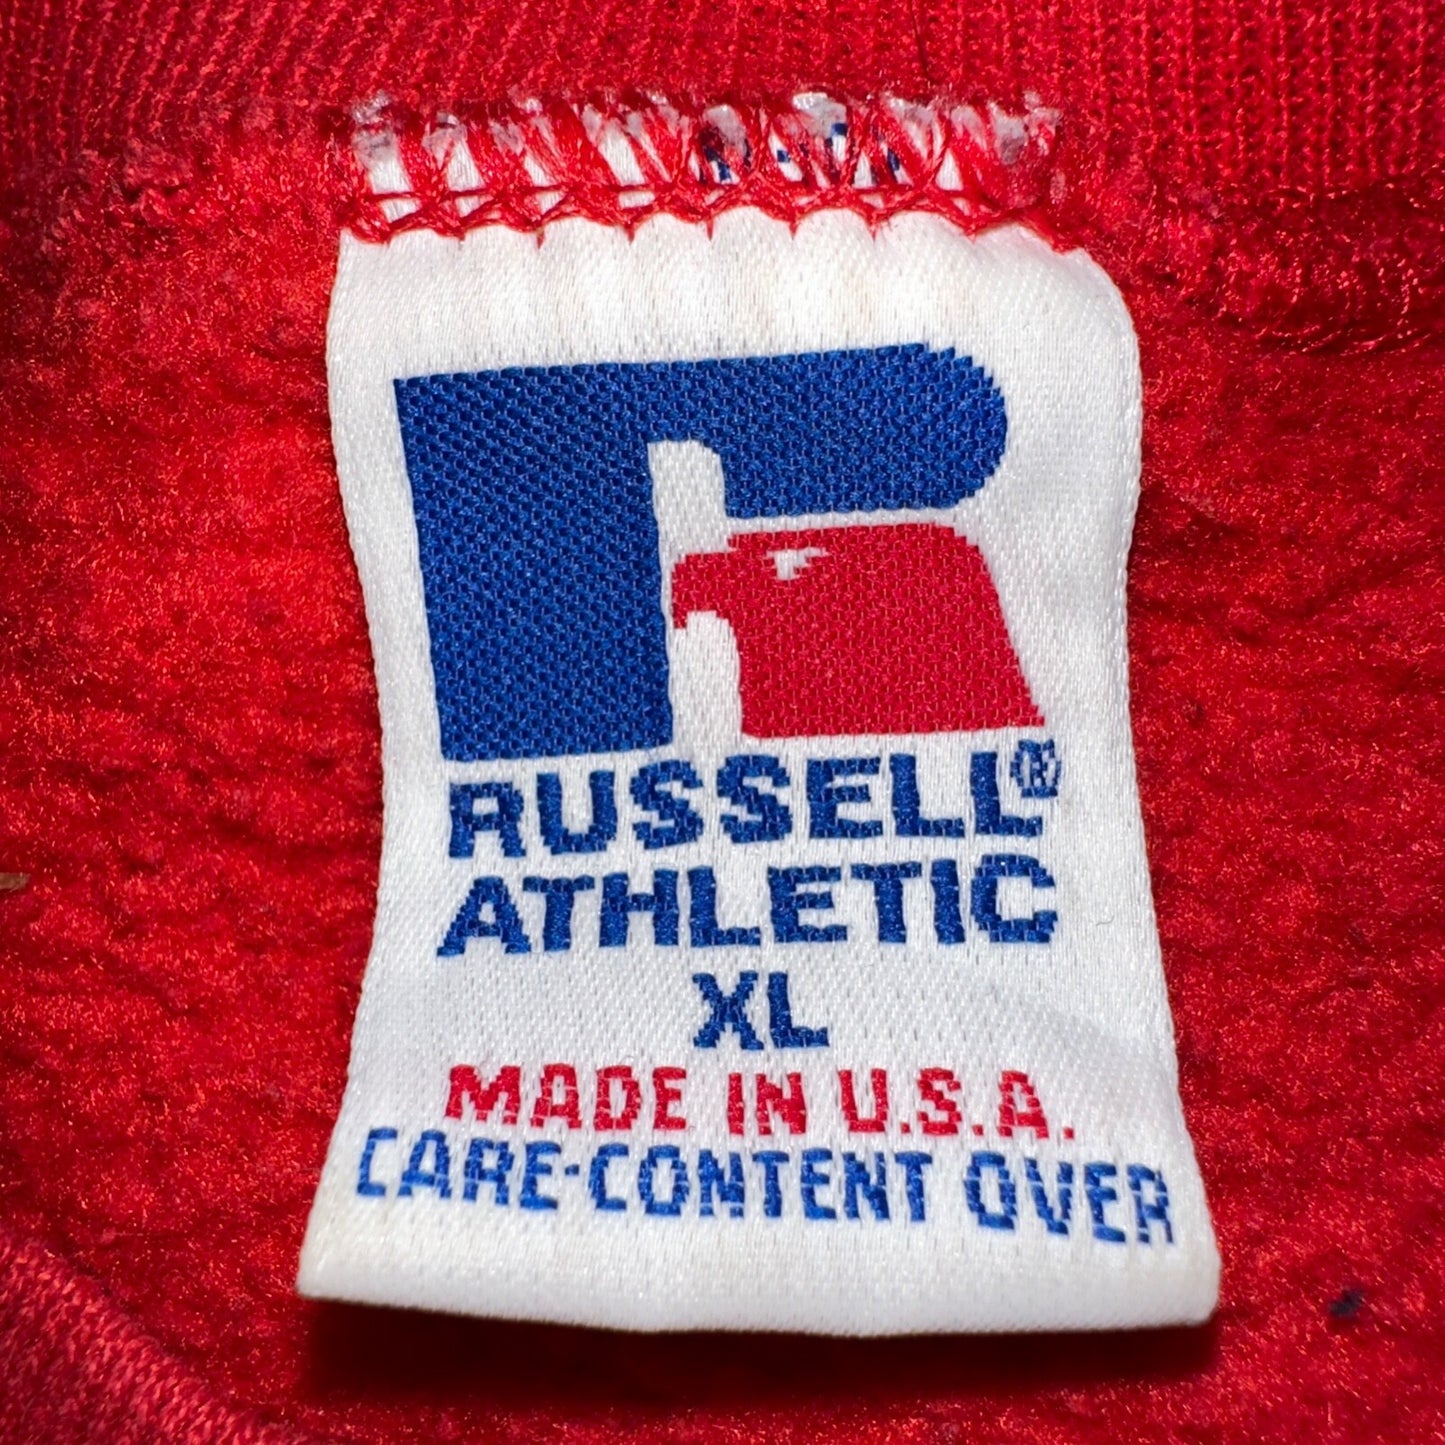 RUSSELL®
ATHLETIC
XL
MADE IN U.S.A.
CARE-CONTENT OVER